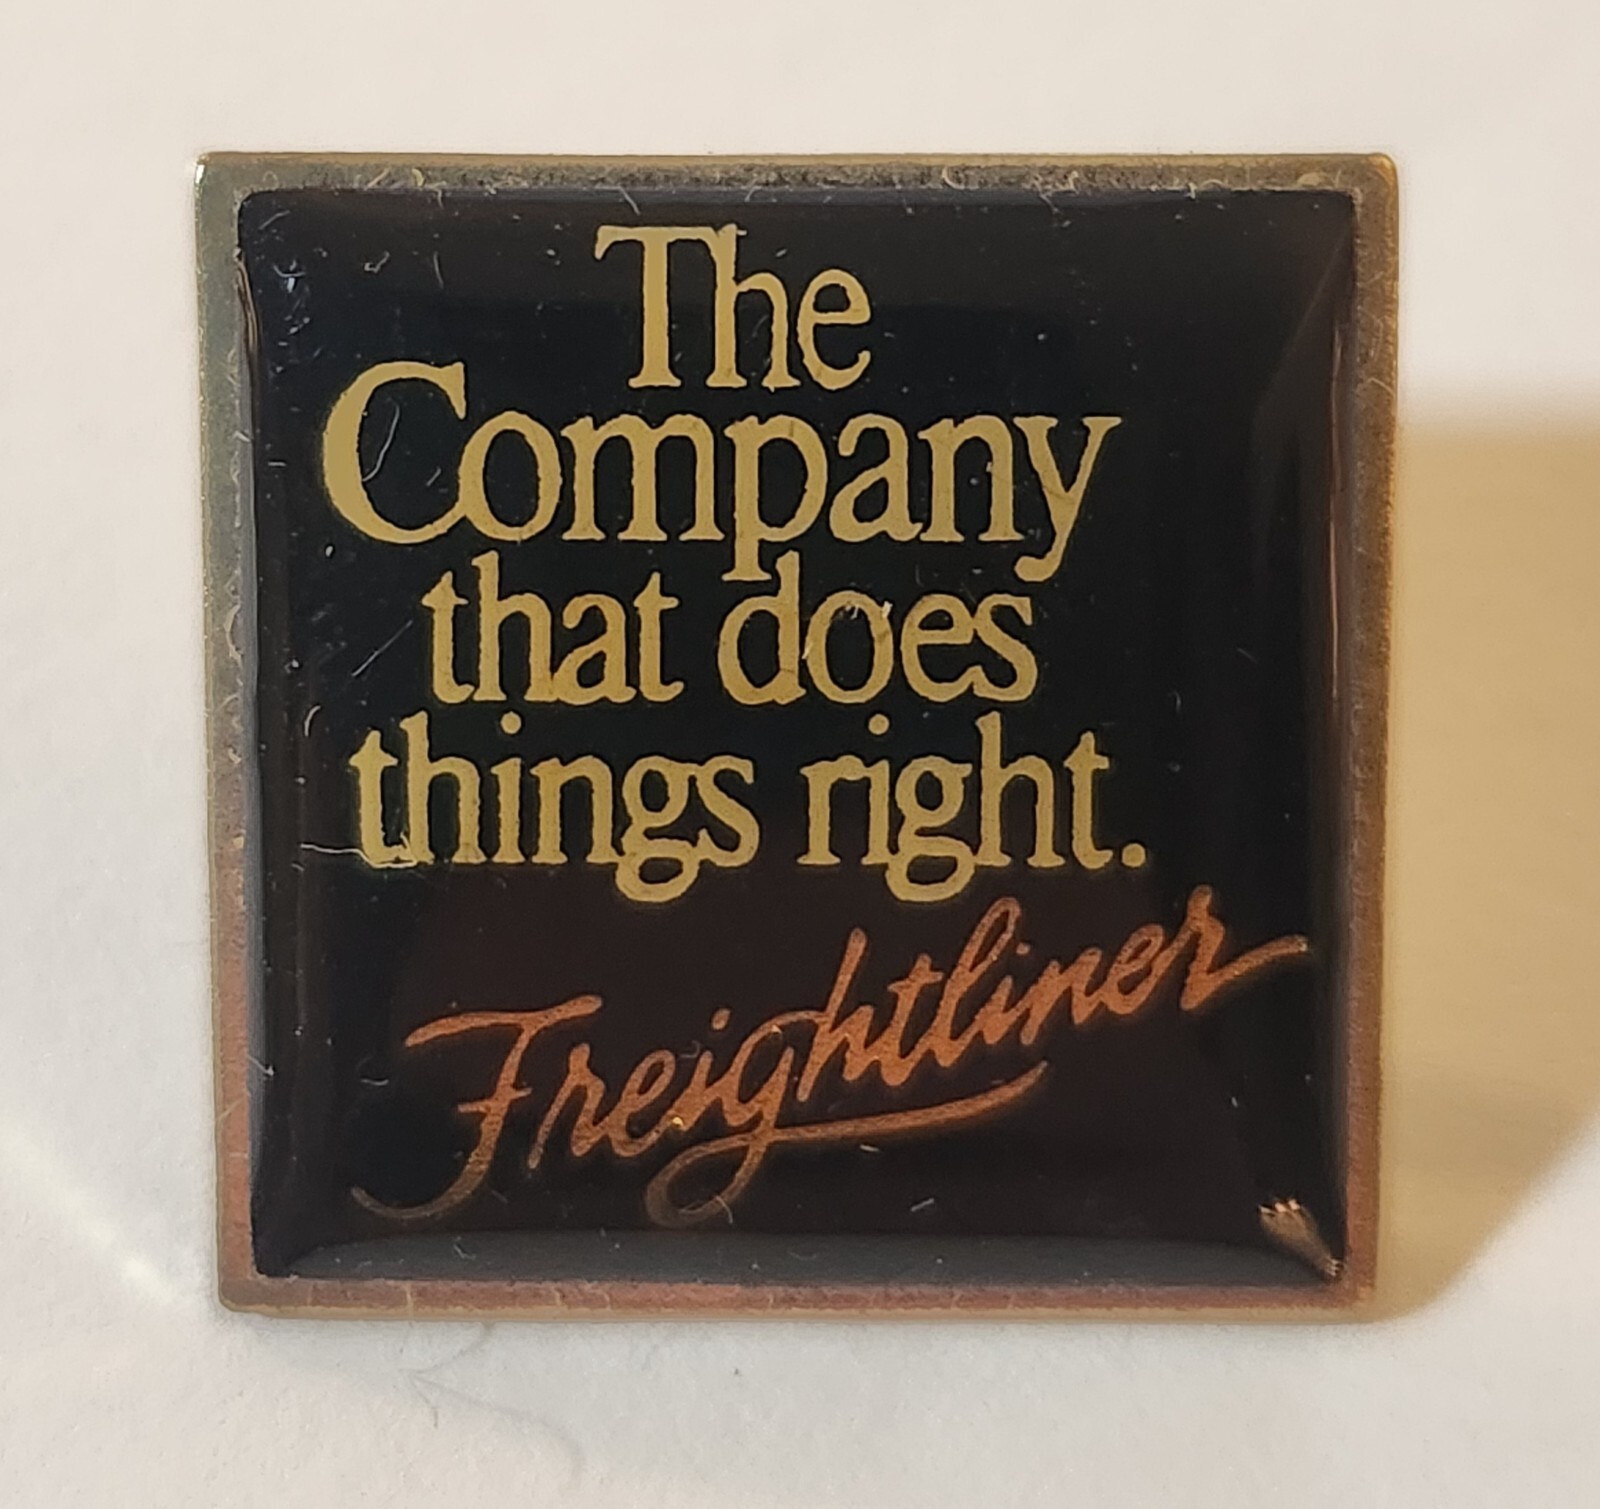 The
Company
that does
things right.
Freightliner